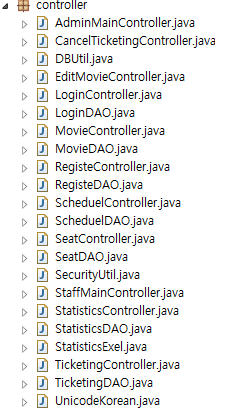 controller
AdminMainController.java
CancelTicketingController.java
DBUtil.java
EditMovieController.java
LoginController.java
LoginDAO.java
MovieController.java
MovieDAO.java
RegisteController.java
RegisteDAO.java
ScheduelController.java
ScheduelDAO.java
SeatController.java
SeatDAO.java
SecurityUtil.java
StaffMainController.java
StatisticsController.java
StatisticsDAO.java
StatisticsExel.java
TicketingController.java
TicketingDAO.java
UnicodeKorean.java